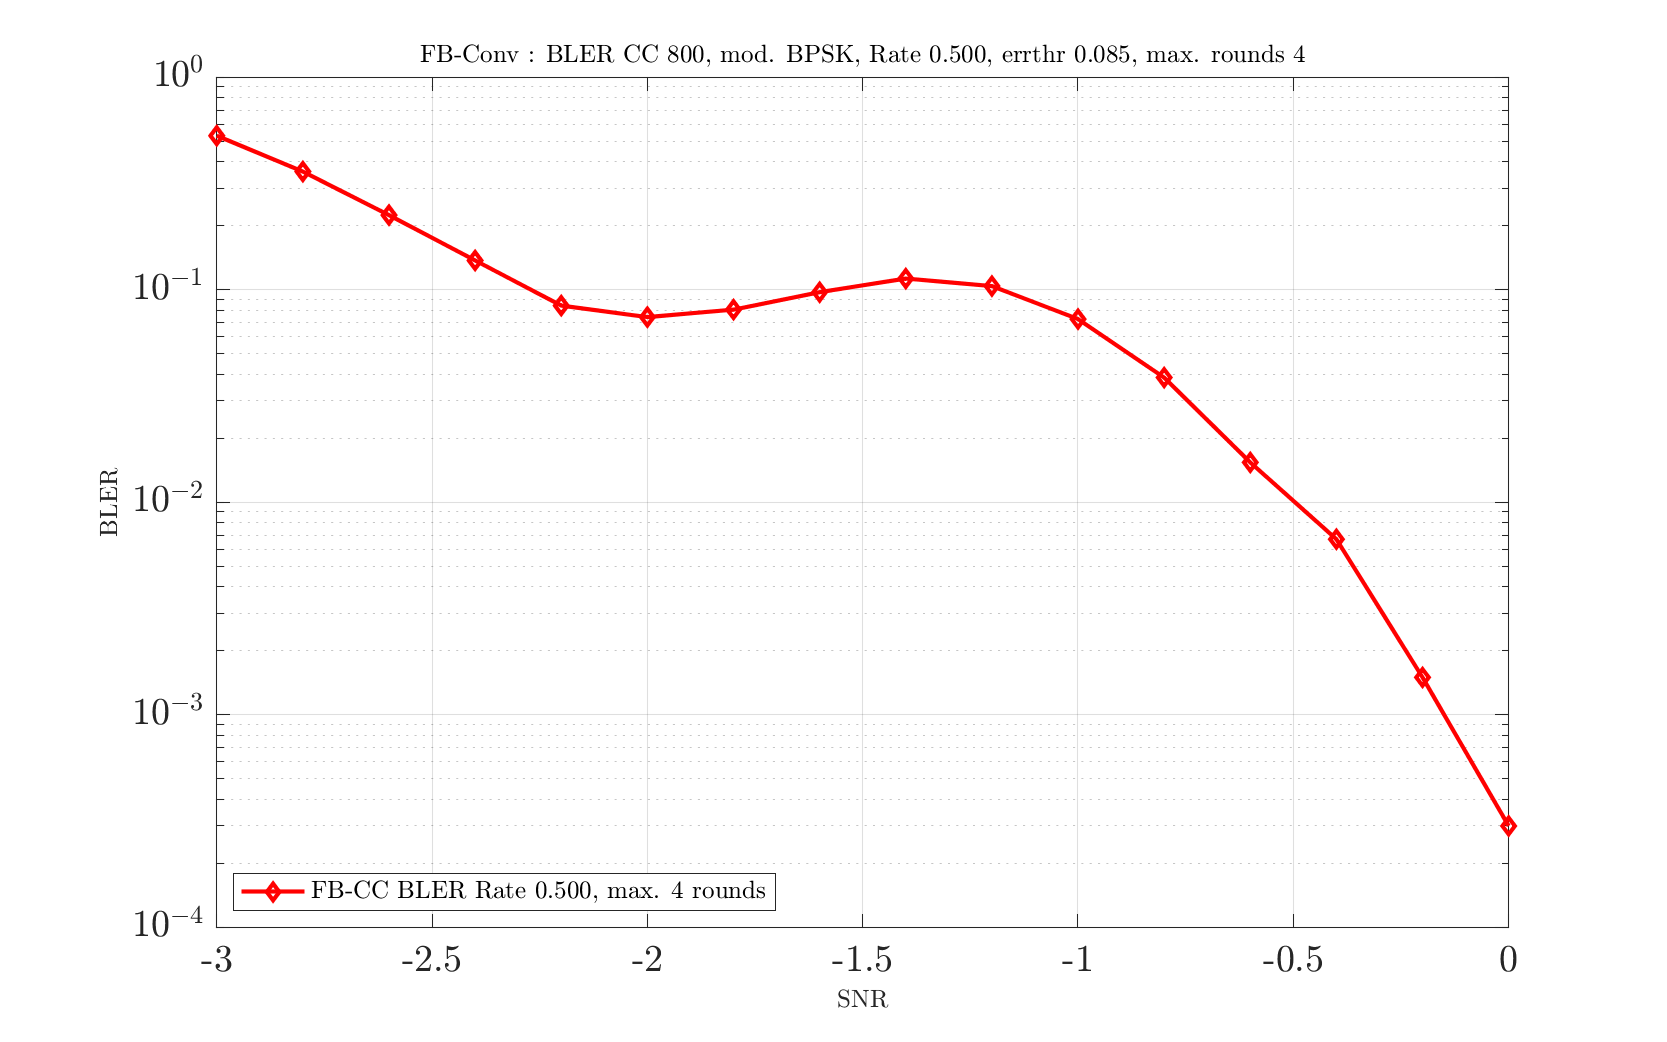 FB-Conv : BLER CC 800, mod. BPSK, Rate 0.500, errthr 0.085, max. rounds 4
10^0
10^{-1}
10^{-2}
10^{-3}
10^{-4}
BLER
FB-CC BLER Rate 0.500, max. 4 rounds
-3 -2.5 -2 -1.5 -1 -0.5 0
SNR